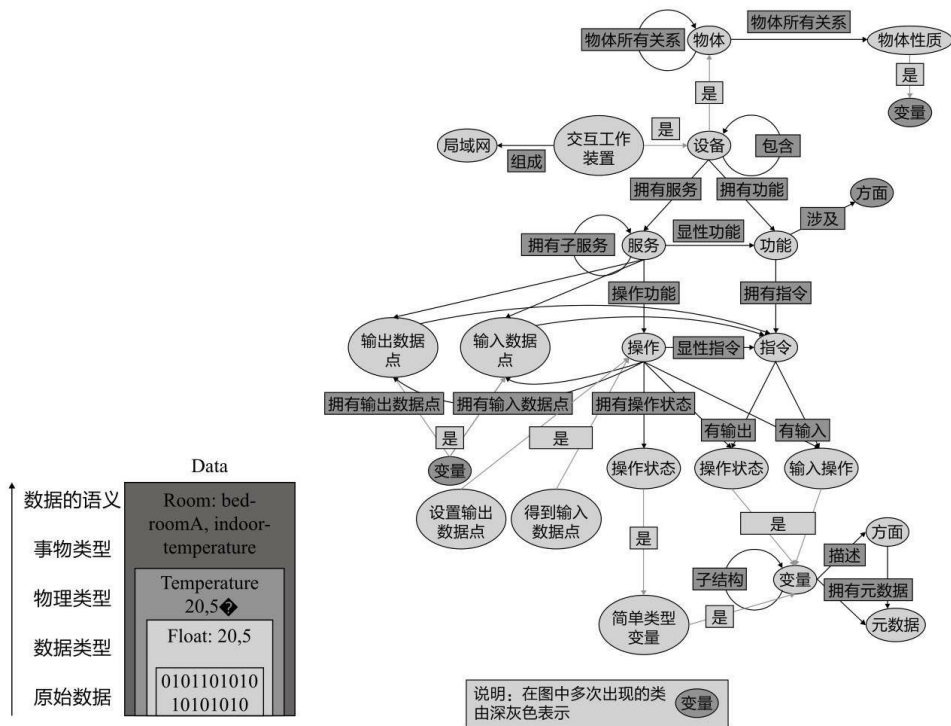 物体所有关系
物体
物体所有关系
物体性质
是
变量
是
局域网
组成
交互工作
装置
是
设备
包含
拥有服务
拥有功能
方面
涉及
拥有子服务
服务
显性功能
功能
操作功能
拥有指令
输出数据
点
输入数据
点
操作
显性指令
指令
拥有输出数据点
拥有输入数据点
拥有操作状态
有输出
有输入
是
是
变量
操作状态
操作状态
输入操作
设置输出
数据点
得到输入
数据点
是
是
方面
描述
子结构
变量
拥有元数据
简单类型
变量
是
元数据
说明：在图中多次出现的类
由深灰色表示
变量
Data
数据的语义
事物类型
物理类型
数据类型
原始数据
Room: bed-
roomA, indoor-
temperature
Temperature
20,5�
Float: 20,5
0101101010
10101010